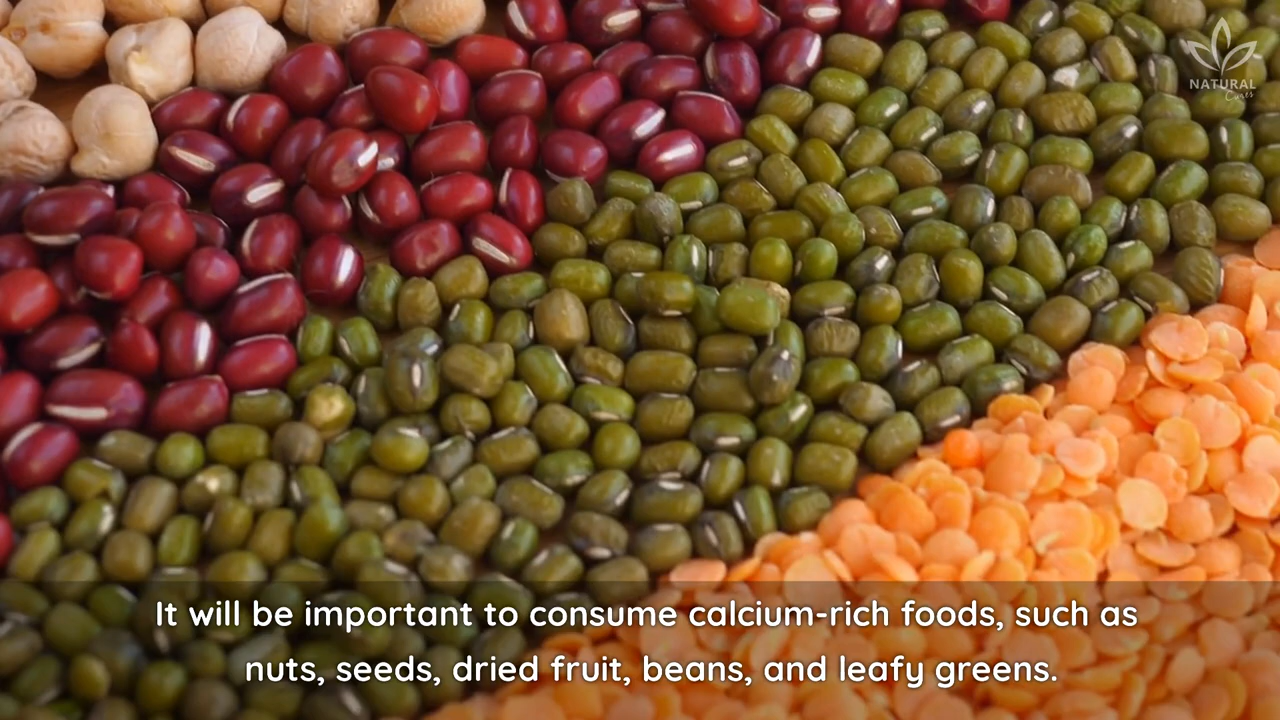 NATURAL
Cures
It will be important to consume calcium-rich foods, such as
nuts, seeds, dried fruit, beans, and leafy greens.